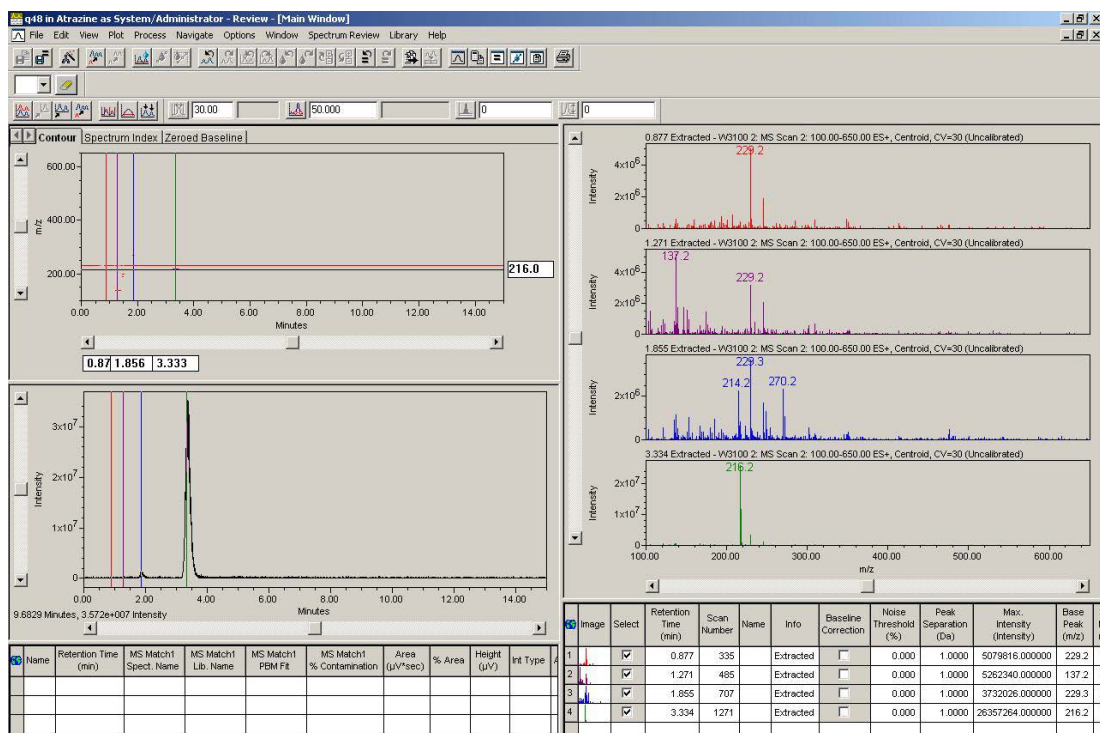 q48 in Atrazine as System/Administrator - Review - [Main Window]
File Edit View Plot Process Navigate Options Window Spectrum Review Library Help
30.00 50.000 0 0
Contour Spectrum Index Zeroed Baseline
600.00
400.00
200.00
m/z
216.0
0.00 2.00 4.00 6.00 8.00 10.00 12.00 14.00
Minutes
0.87 1.856 3.333
3x10⁷
2x10⁷
1x10⁷
0
Intensity
0.00 2.00 4.00 6.00 8.00 10.00 12.00 14.00
Minutes
9.6829 Minutes, 3.572e+007 Intensity
Name Retention Time (min) MS Match1 Spect. Name MS Match1 Lib. Name MS Match1 PBM Fit MS Match1 % Contamination Area (µV*sec) % Area Height (µV) Int Type
0.877 Extracted - W3100 2: MS Scan 2: 100.00-650.00 ES+, Centroid, CV=30 (Uncalibrated)
229.2
4x10⁶
2x10⁶
0
Intensity
1.271 Extracted - W3100 2: MS Scan 2: 100.00-650.00 ES+, Centroid, CV=30 (Uncalibrated)
137.2
229.2
4x10⁶
2x10⁶
0
Intensity
1.855 Extracted - W3100 2: MS Scan 2: 100.00-650.00 ES+, Centroid, CV=30 (Uncalibrated)
229.3
214.2 270.2
2x10⁶
0
Intensity
3.334 Extracted - W3100 2: MS Scan 2: 100.00-650.00 ES+, Centroid, CV=30 (Uncalibrated)
216.2
2x10⁷
1x10⁷
0
Intensity
100.00 200.00 300.00 400.00 500.00 600.00
m/z
Image Select Retention Time (min) Scan Number Name Info Baseline Correction Noise Threshold (%) Peak Separation (Da) Max. Intensity (Intensity) Base Peak (m/z)
1 0.877 335 Extracted 0.000 1.0000 5079816.000000 229.2
2 1.271 485 Extracted 0.000 1.0000 5262340.000000 137.2
3 1.855 707 Extracted 0.000 1.0000 3732026.000000 229.3
4 3.334 1271 Extracted 0.000 1.0000 26357264.000000 216.2